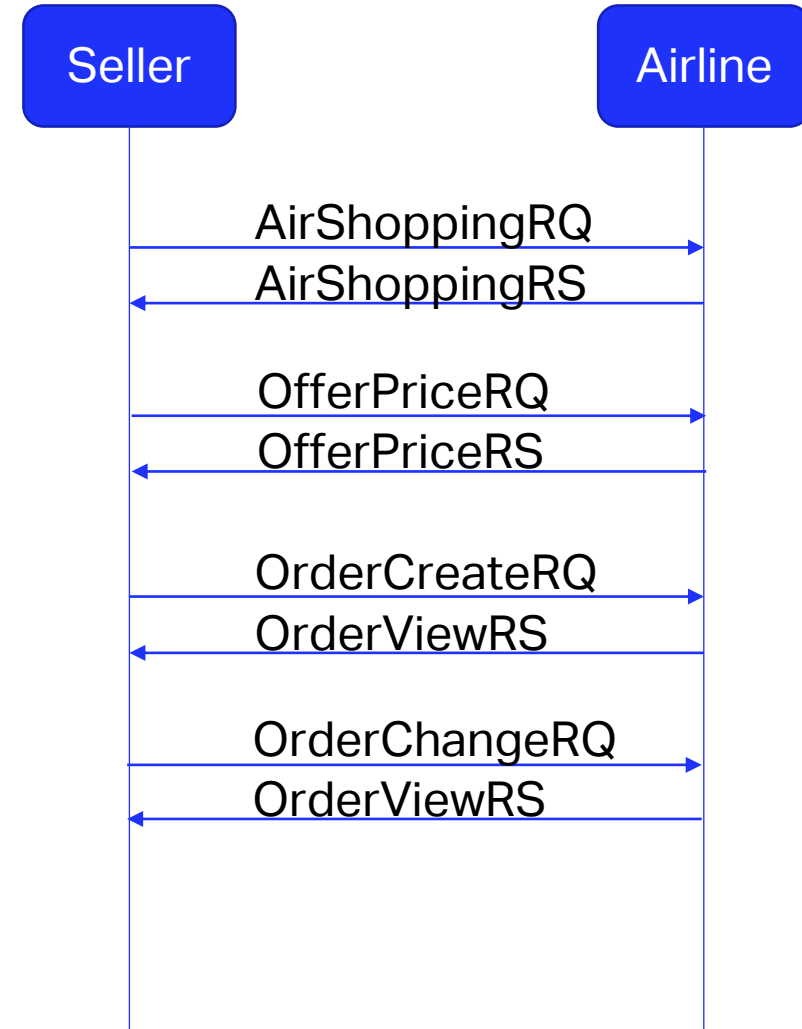 Seller
Airline
AirShoppingRQ
AirShoppingRS
OfferPriceRQ
OfferPriceRS
OrderCreateRQ
OrderViewRS
OrderChangeRQ
OrderViewRS